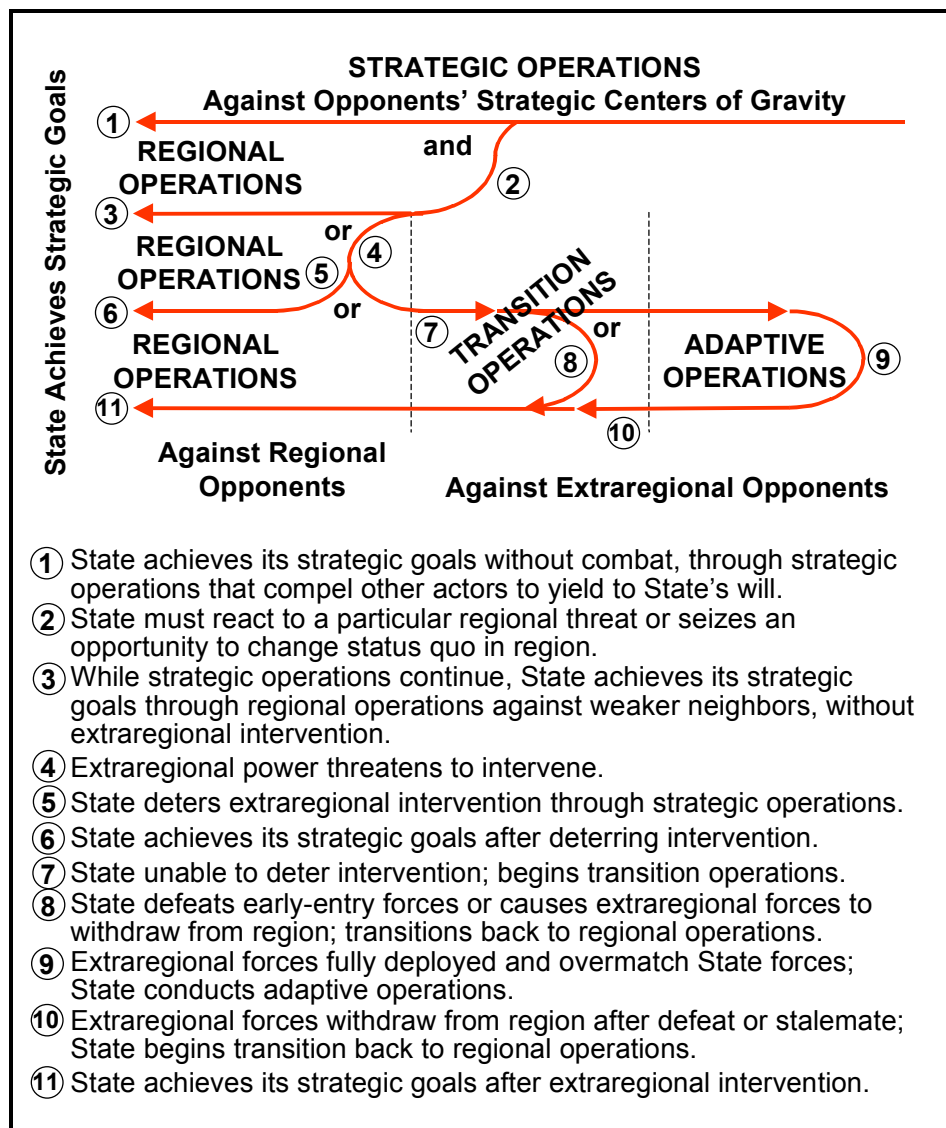 STRATEGIC OPERATIONS
Against Opponents' Strategic Centers of Gravity
State Achieves Strategic Goals
1
and
REGIONAL
OPERATIONS
2
3
or
4
REGIONAL
OPERATIONS
5
6
or
7
TRANSITION
OPERATIONS
or
8
REGIONAL
OPERATIONS
ADAPTIVE
OPERATIONS
9
11
10
Against Regional
Opponents
Against Extraregional Opponents
1 State achieves its strategic goals without combat, through strategic
operations that compel other actors to yield to State's will.
2 State must react to a particular regional threat or seizes an
opportunity to change status quo in region.
3 While strategic operations continue, State achieves its strategic
goals through regional operations against weaker neighbors, without
extraregional intervention.
4 Extraregional power threatens to intervene.
5 State deters extraregional intervention through strategic operations.
6 State achieves its strategic goals after deterring intervention.
7 State unable to deter intervention; begins transition operations.
8 State defeats early-entry forces or causes extraregional forces to
withdraw from region; transitions back to regional operations.
9 Extraregional forces fully deployed and overmatch State forces;
State conducts adaptive operations.
10 Extraregional forces withdraw from region after defeat or stalemate;
State begins transition back to regional operations.
11 State achieves its strategic goals after extraregional intervention.